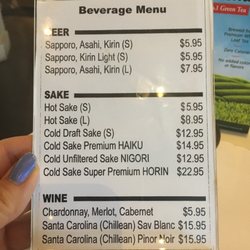 Beverage Menu
BEER
Sapporo, Asahi, Kirin (S) $5.95
Sapporo, Kirin Light (S) $5.95
Sapporo, Asahi, Kirin (L) $7.95
SAKE
Hot Sake (S) $5.95
Hot Sake (L) $8.95
Cold Draft Sake (S) $12.95
Cold Sake Premium HAIKU $14.95
Cold Unfiltered Sake NIGORI $12.95
Cold Sake Super Premium HORIN $22.95
WINE
Chardonnay, Merlot, Cabernet $5.95
Santa Carolina (Chillean) Sav Blanc $15.95
Santa Carolina (Chillean) Pinor Noir $15.95
Green Tea